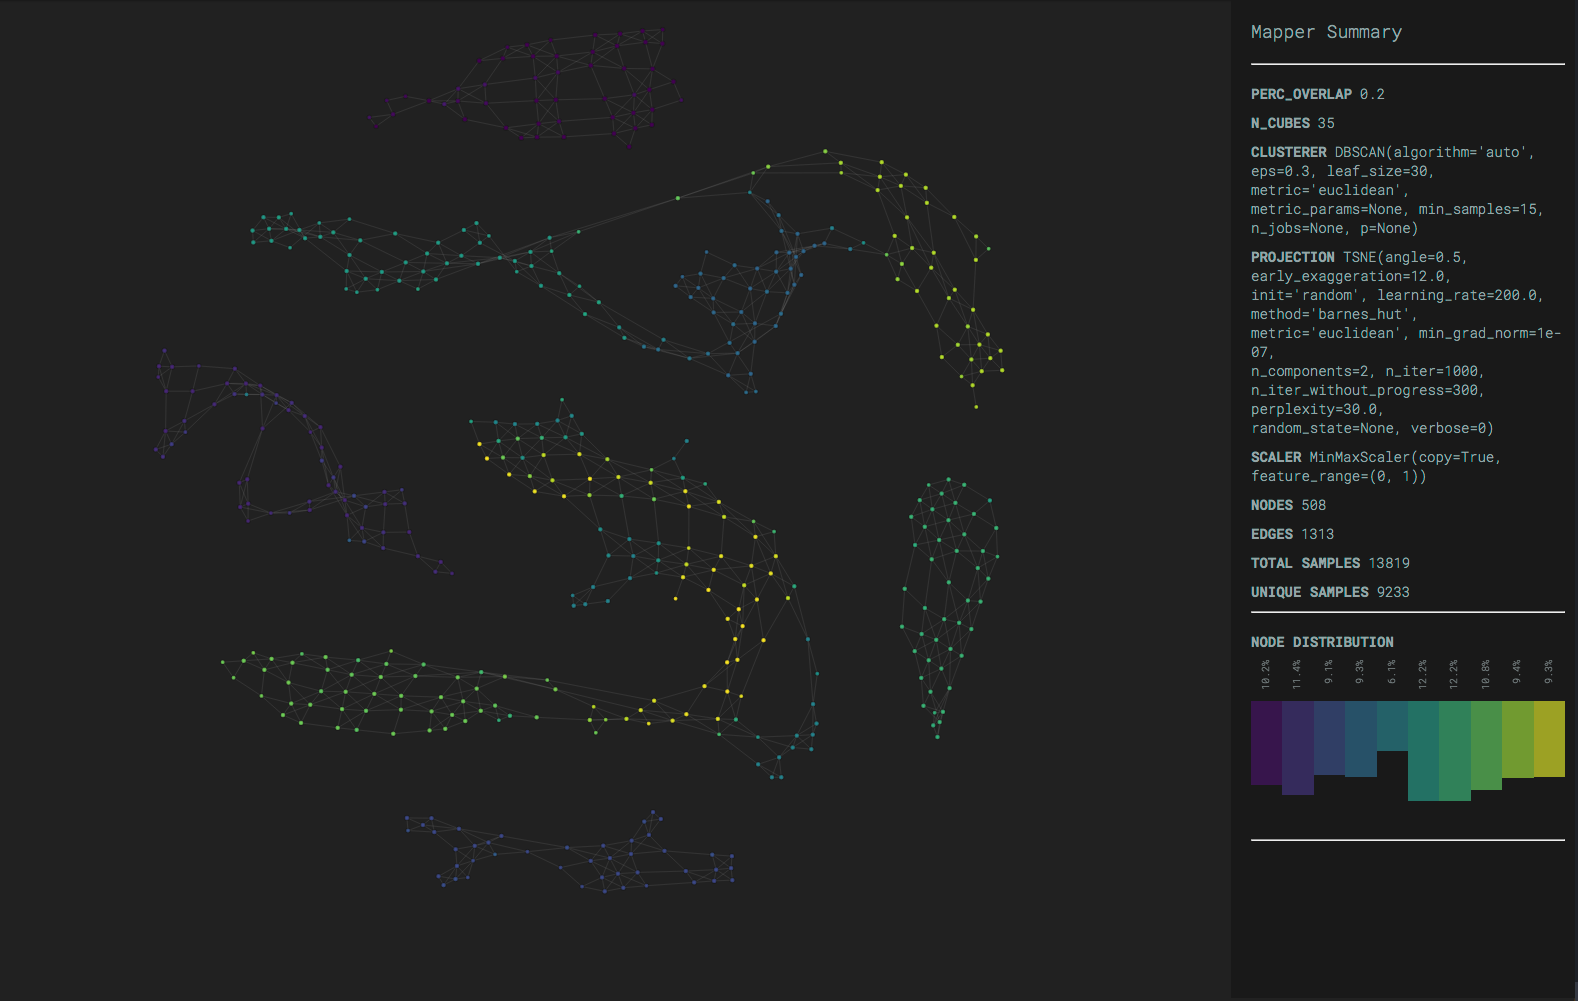 Mapper Summary
PERC_OVERLAP 0.2
N_CUBES 35
CLUSTERER DBSCAN(algorithm='auto',
eps=0.3, leaf_size=30,
metric='euclidean',
metric_params=None, min_samples=15,
n_jobs=None, p=None)
PROJECTION TSNE(angle=0.5,
early_exaggeration=12.0,
init='random', learning_rate=200.0,
method='barnes_hut',
metric='euclidean', min_grad_norm=1e-
07,
n_components=2, n_iter=1000,
n_iter_without_progress=300,
perplexity=30.0,
random_state=None, verbose=0)
SCALER MinMaxScaler(copy=True,
feature_range=(0, 1))
NODES 508
EDGES 1313
TOTAL SAMPLES 13819
UNIQUE SAMPLES 9233
NODE DISTRIBUTION
10.2%
11.4%
9.1%
9.3%
6.1%
12.2%
12.2%
10.8%
9.4%
9.3%